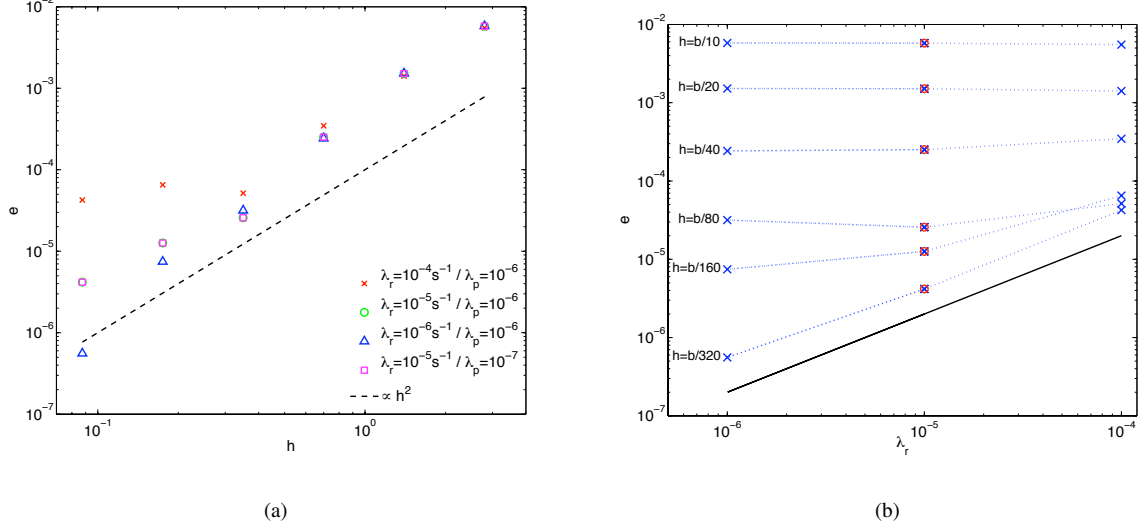 10⁻²
10⁻³
10⁻⁴
10⁻⁵
10⁻⁶
10⁻⁷
e
10⁻¹
10⁰
h
λᵣ=10⁻⁴s⁻¹ / λₚ=10⁻⁶
λᵣ=10⁻⁵s⁻¹ / λₚ=10⁻⁶
λᵣ=10⁻⁶s⁻¹ / λₚ=10⁻⁶
λᵣ=10⁻⁵s⁻¹ / λₚ=10⁻⁷
∝ h²
(a)
10⁻²
10⁻³
10⁻⁴
10⁻⁵
10⁻⁶
10⁻⁷
e
h=b/10
h=b/20
h=b/40
h=b/80
h=b/160
h=b/320
10⁻⁶
10⁻⁵
10⁻⁴
λᵣ
(b)